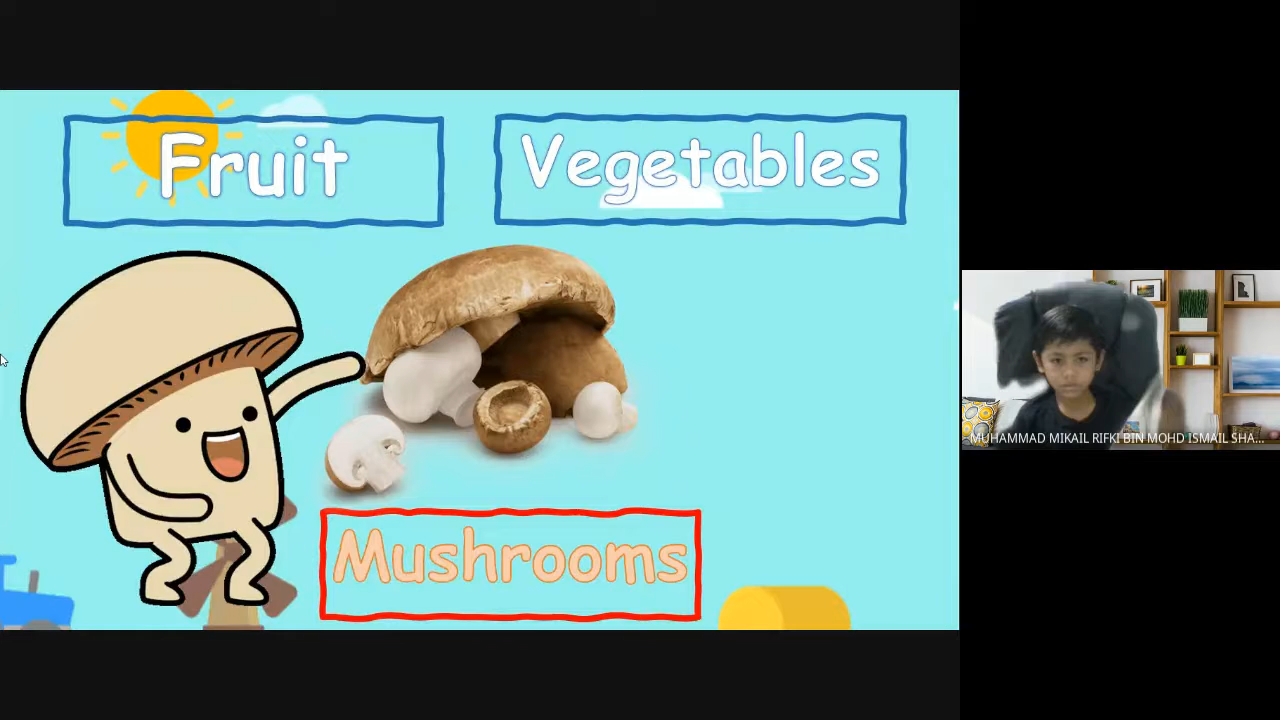 Fruit
Vegetables
Mushrooms
MUHAMMAD MIKAIL RIFKI BIN MOHD ISMAIL SHA...